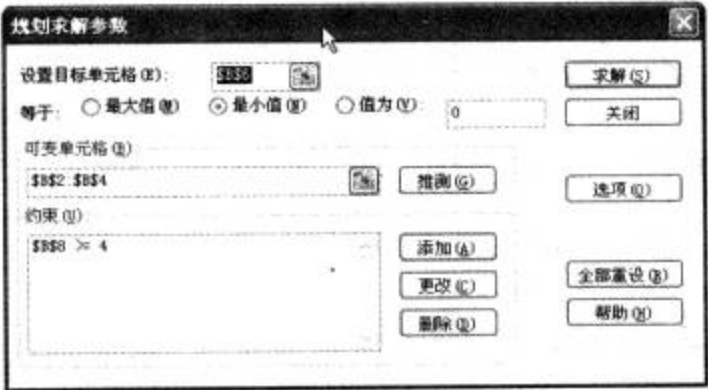 规划求解参数
设置目标单元格(E): 求解(S)
等于: 最大值(M) 最小值(N) 值为(V) 0 关闭
可变单元格(B)
$B$2:$B$4 推测(G) 选项(O)
约束(U)
$B$8 >= 4 添加(A)
更改(C) 全部重设(R)
删除(D) 帮助(H)